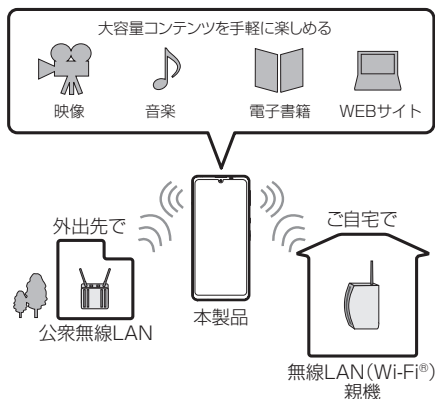 大容量コンテンツを手軽に楽しめる
映像
音楽
電子書籍
WEBサイト
外出先で
ご自宅で
公衆無線LAN
本製品
無線LAN(Wi-Fi®)
親機